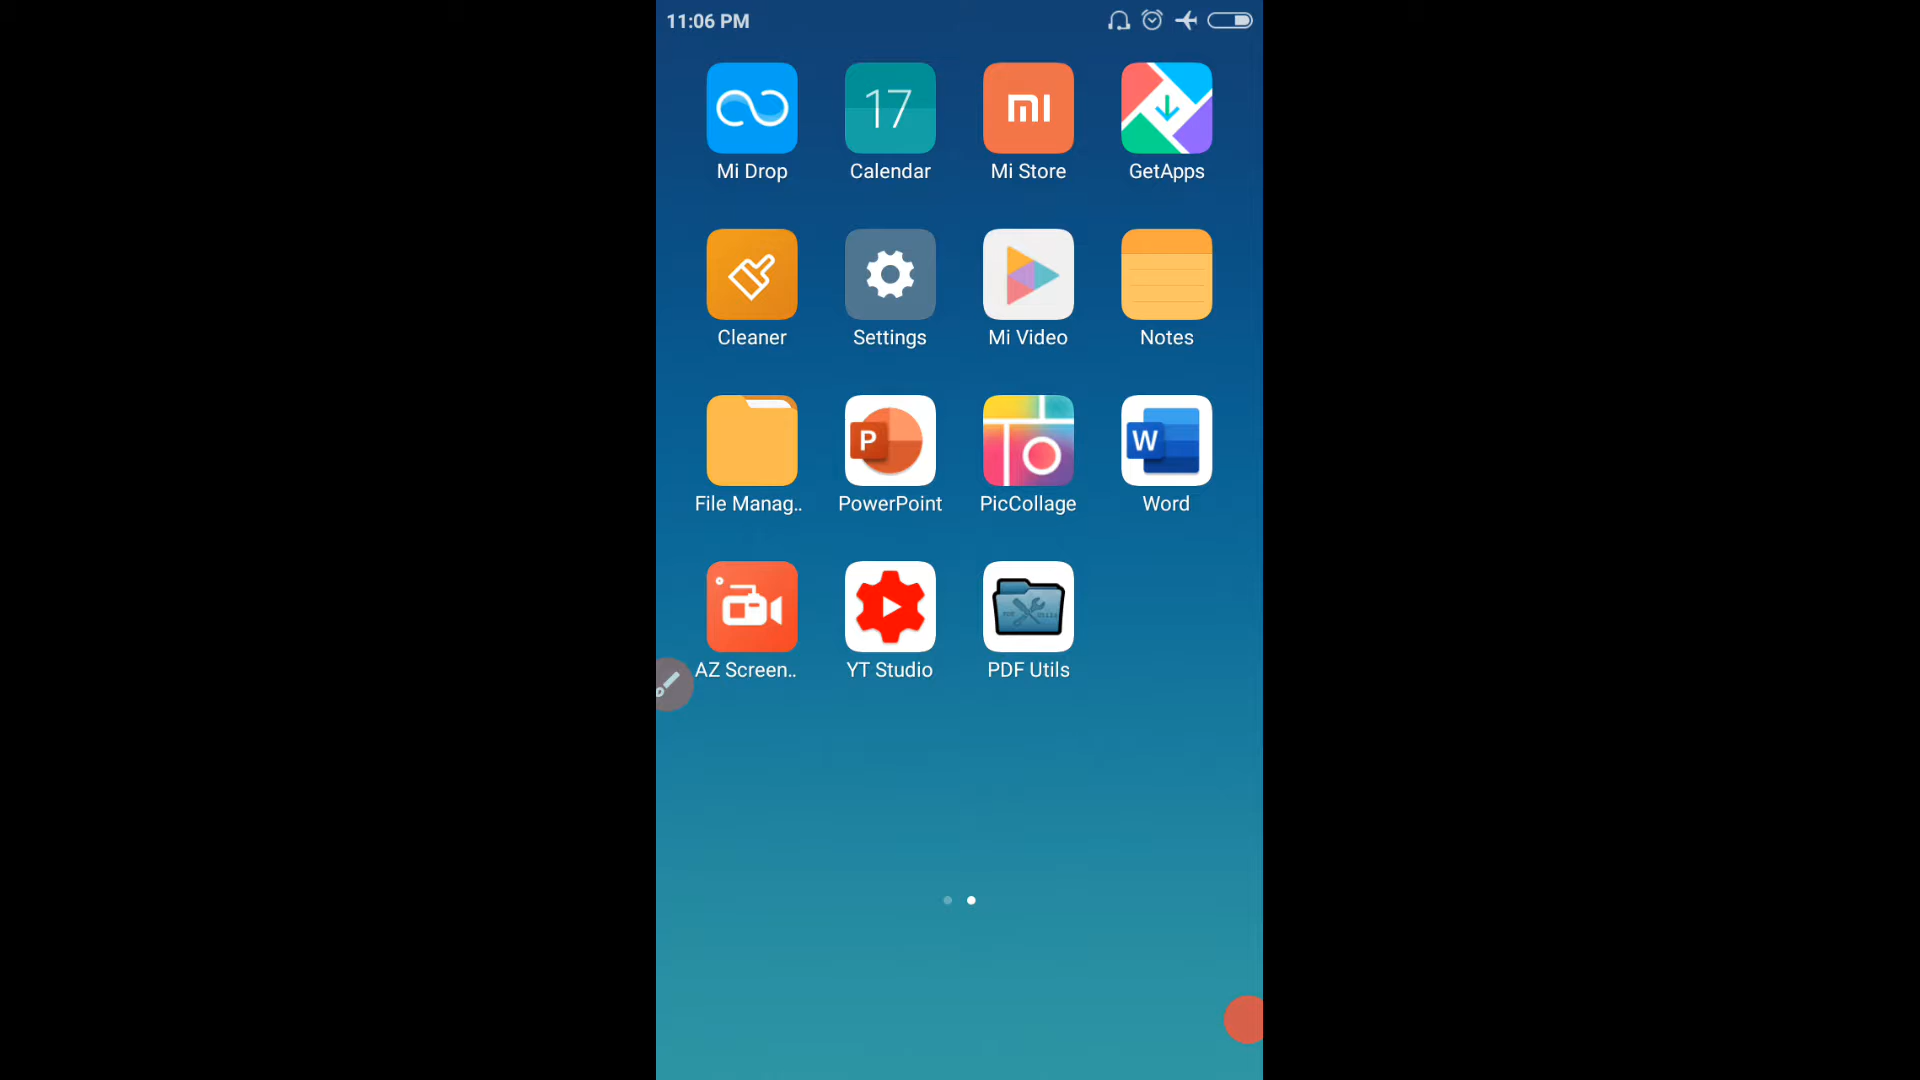 11:06 PM
17
Mi Drop
Calendar
Mi Store
GetApps
Cleaner
Settings
Mi Video
Notes
P
W
File Manag..
PowerPoint
PicCollage
Word
AZ Screen..
YT Studio
PDF Utils